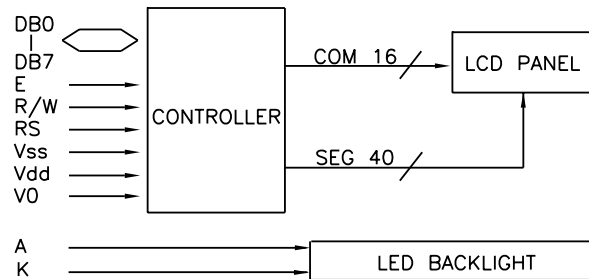 DB0
DB7
E
R/W
RS
Vss
Vdd
V0
CONTROLLER
COM 16
SEG 40
LCD PANEL
A
K
LED BACKLIGHT